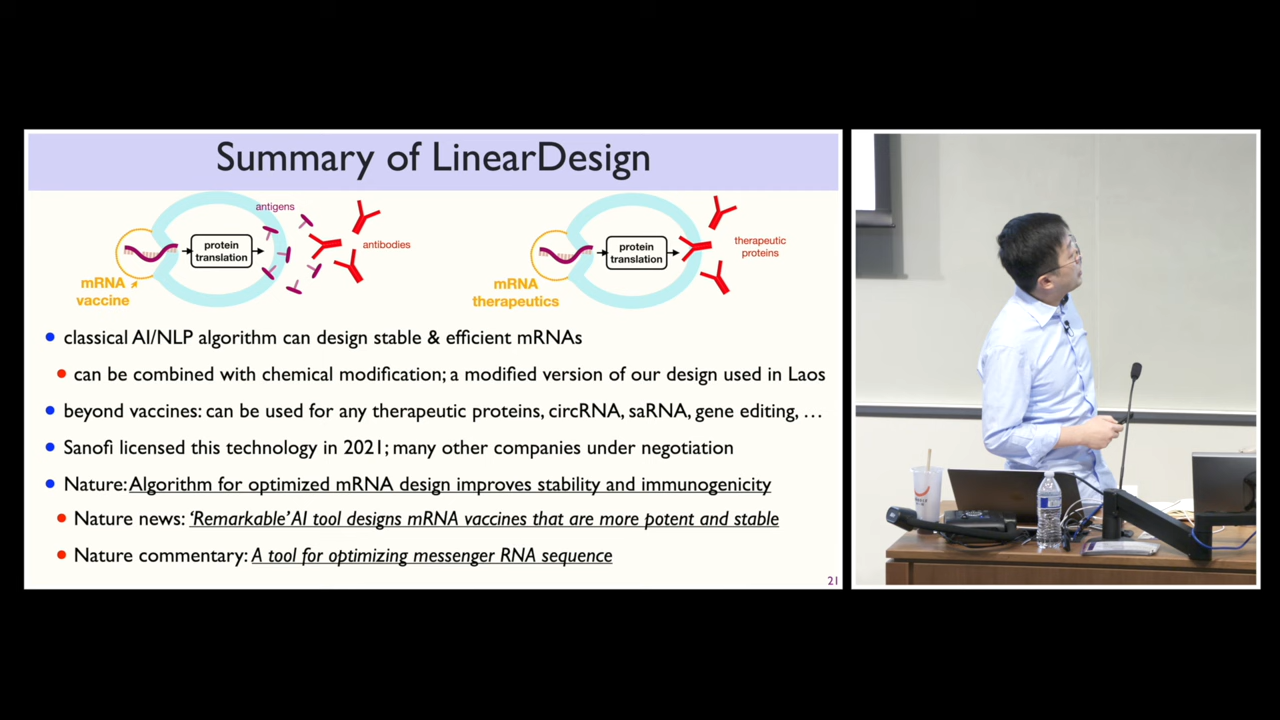 Summary of LinearDesign
antigens
antibodies
protein
translation
mRNA
vaccine
protein
translation
therapeutic
proteins
mRNA
therapeutics
• classical AI/NLP algorithm can design stable & efficient mRNAs
• can be combined with chemical modification; a modified version of our design used in Laos
• beyond vaccines: can be used for any therapeutic proteins, circRNA, saRNA, gene editing, …
• Sanofi licensed this technology in 2021; many other companies under negotiation
• Nature: Algorithm for optimized mRNA design improves stability and immunogenicity
• Nature news: ‘Remarkable’ AI tool designs mRNA vaccines that are more potent and stable
• Nature commentary: A tool for optimizing messenger RNA sequence
21